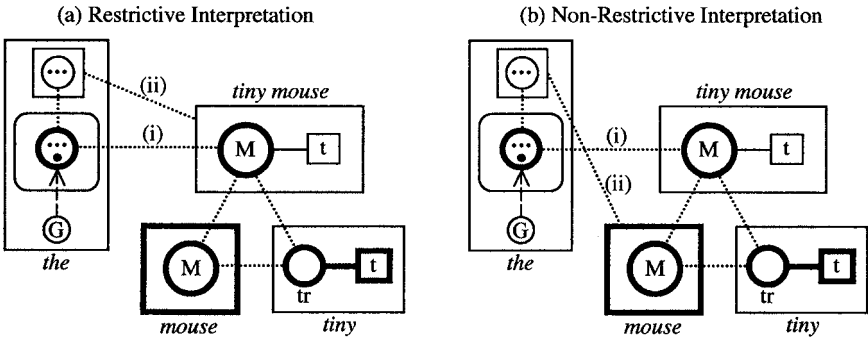 (a) Restrictive Interpretation
(b) Non-Restrictive Interpretation
...
(ii)
tiny mouse
...
(i)
M
t
G
the
M
t
tr
mouse
tiny
...
tiny mouse
...
(i)
M
t
(ii)
G
the
M
t
tr
mouse
tiny